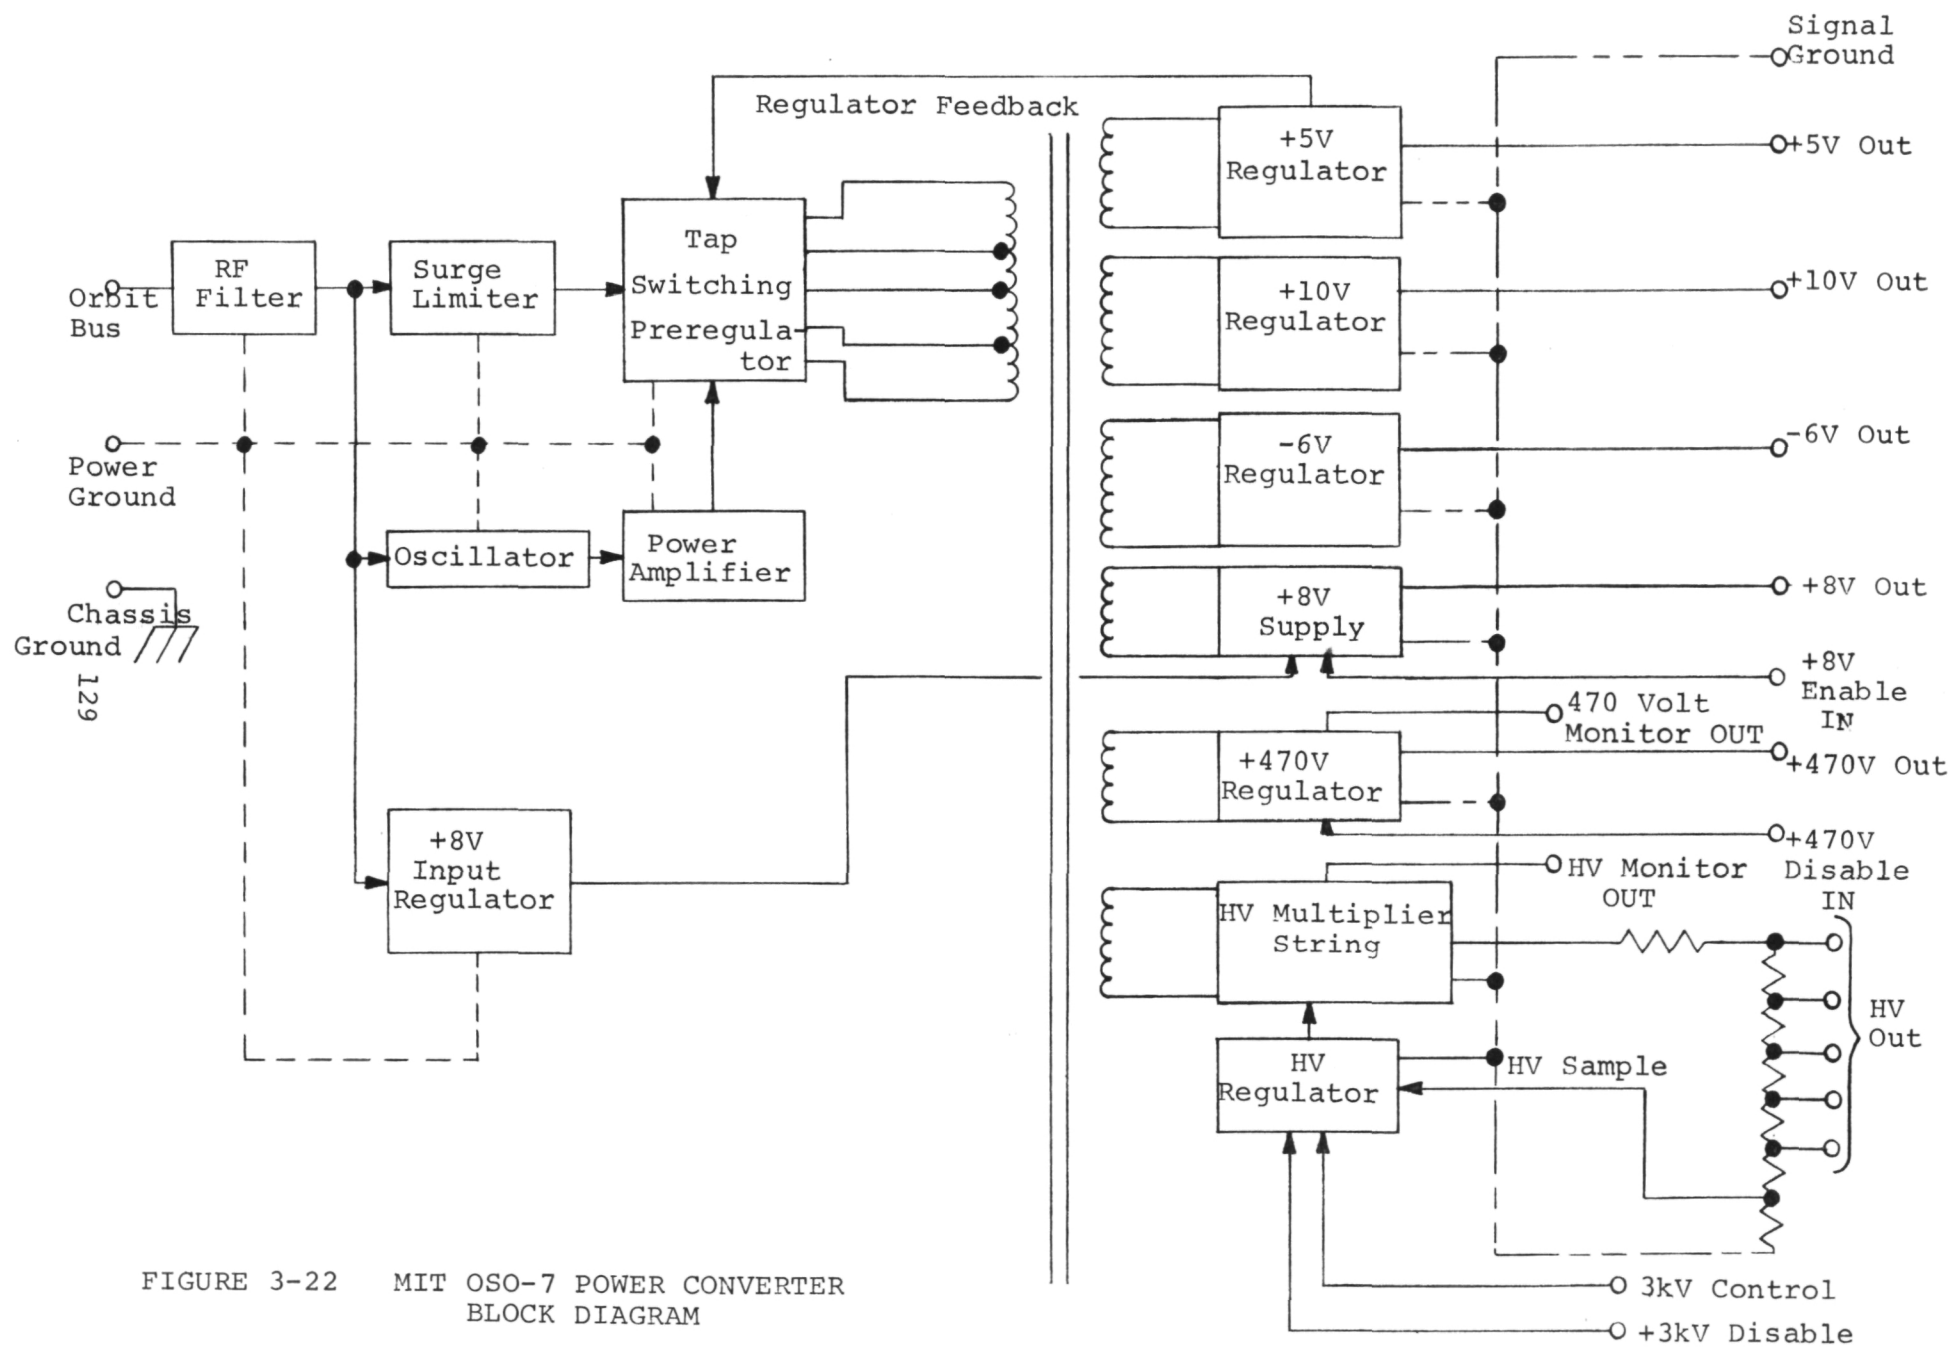 Signal
Ground
Regulator Feedback
+5V
Regulator
+5V Out
Tap
Switching
Preregula
tor
RF
Filter
Surge
Limiter
Orbit
Bus
+10V
Regulator
+10V Out
-6V
Regulator
-6V Out
Power
Ground
Oscillator
Power
Amplifier
+8V
Supply
+8V Out
Chassis
Ground
129
+8V
Enable
IN
470 Volt
Monitor OUT
+470V
Regulator
+470V Out
+470V
Disable
IN
+8V
Input
Regulator
HV Monitor
OUT
HV Multiplier
String
HV
Out
HV
Regulator
HV Sample
3kV Control
+3kV Disable
FIGURE 3-22 MIT OSO-7 POWER CONVERTER
BLOCK DIAGRAM